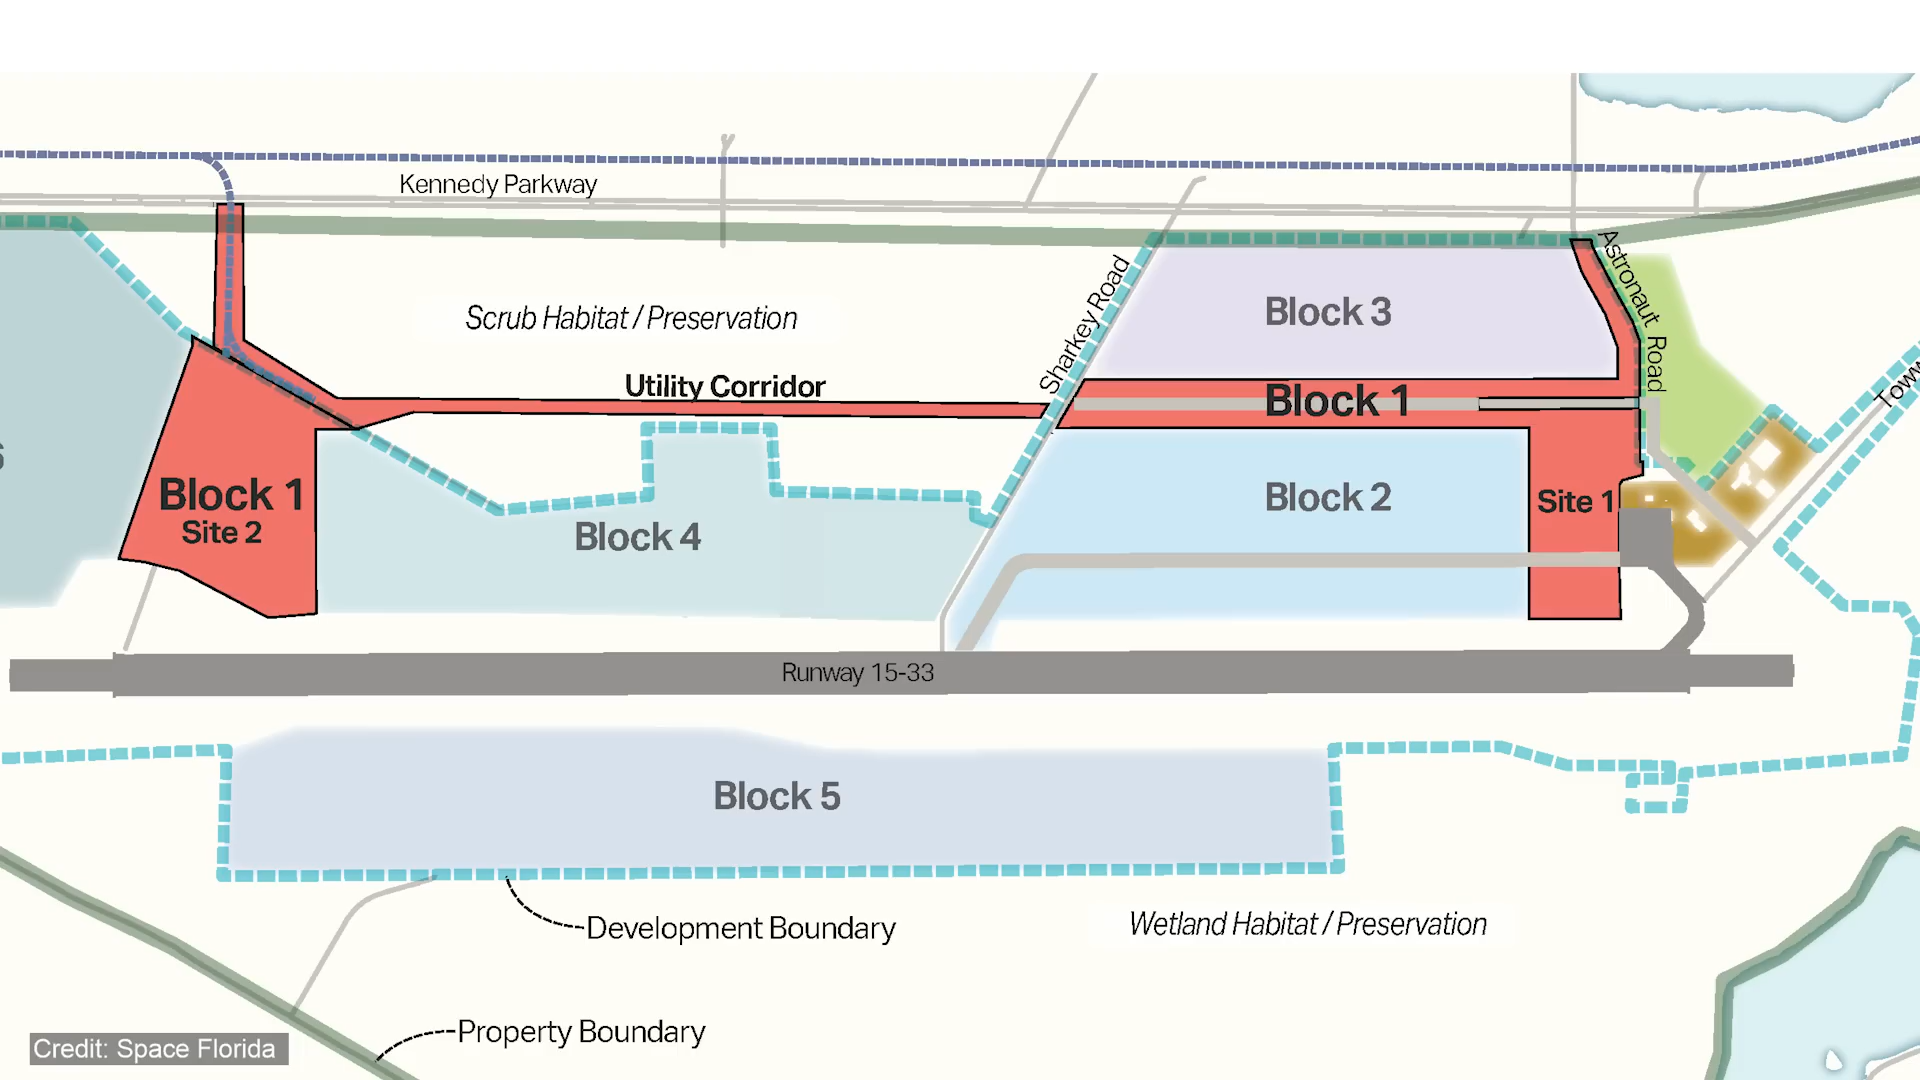 Kennedy Parkway
Astronaut Road
Sharkey Road
Scrub Habitat / Preservation
Block 3
Utility Corridor
Block 1
Block 1
Site 2
Block 2
Site 1
Block 4
Runway 15-33
Block 5
Development Boundary
Wetland Habitat / Preservation
Property Boundary
Credit: Space Florida